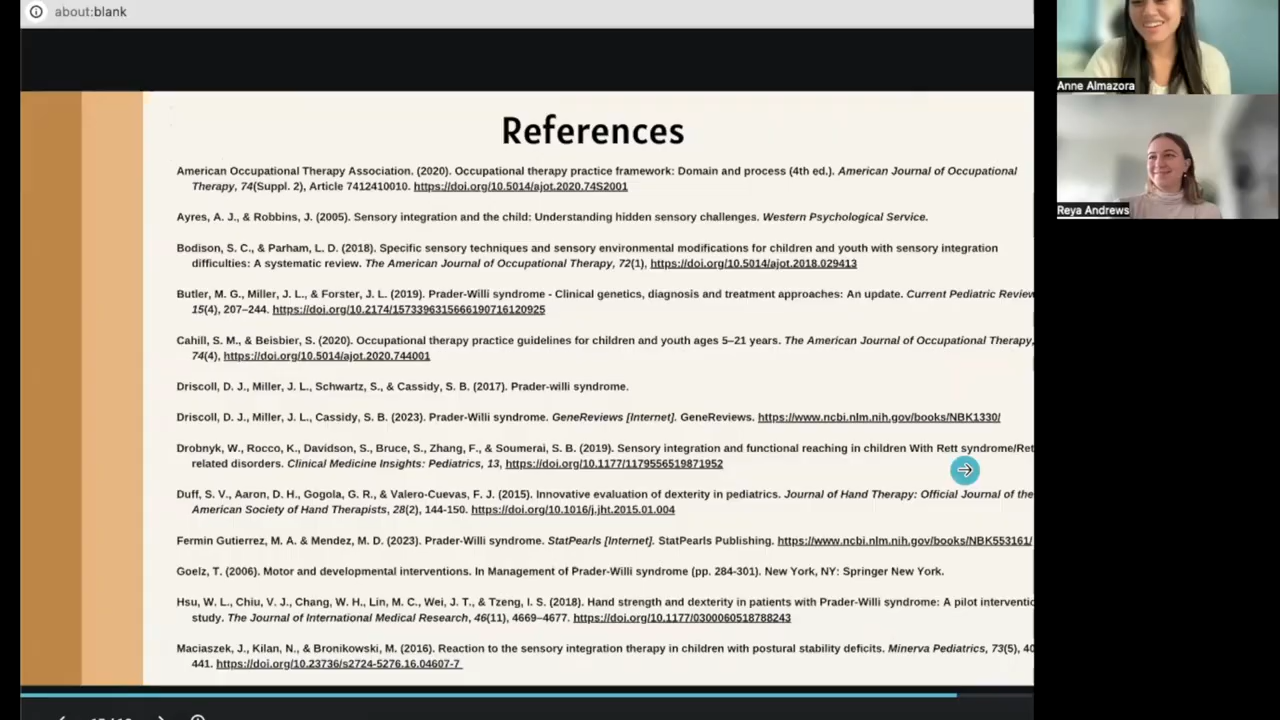 about:blank
References
American Occupational Therapy Association. (2020). Occupational therapy practice framework: Domain and process (4th ed.). American Journal of Occupational
Therapy, 74(Suppl. 2), Article 7412410010. https://doi.org/10.5014/ajot.2020.74S2001
Ayres, A. J., & Robbins, J. (2005). Sensory integration and the child: Understanding hidden sensory challenges. Western Psychological Service.
Bodison, S. C., & Parham, L. D. (2018). Specific sensory techniques and sensory environmental modifications for children and youth with sensory integration
difficulties: A systematic review. The American Journal of Occupational Therapy, 72(1), https://doi.org/10.5014/ajot.2018.029413
Butler, M. G., Miller, J. L., & Forster, J. L. (2019). Prader-Willi syndrome - Clinical genetics, diagnosis and treatment approaches: An update. Current Pediatric Review
15(4), 207–244. https://doi.org/10.2174/1573396315666190716120925
Cahill, S. M., & Beisbier, S. (2020). Occupational therapy practice guidelines for children and youth ages 5–21 years. The American Journal of Occupational Therapy,
74(4), https://doi.org/10.5014/ajot.2020.744001
Driscoll, D. J., Miller, J. L., Schwartz, S., & Cassidy, S. B. (2017). Prader-willi syndrome.
Driscoll, D. J., Miller, J. L., Cassidy, S. B. (2023). Prader-Willi syndrome. GeneReviews [Internet]. GeneReviews. https://www.ncbi.nlm.nih.gov/books/NBK1330/
Drobnyk, W., Rocco, K., Davidson, S., Bruce, S., Zhang, F., & Soumerai, S. B. (2019). Sensory integration and functional reaching in children With Rett syndrome/Ret
related disorders. Clinical Medicine Insights: Pediatrics, 13, https://doi.org/10.1177/1179556519871952
Duff, S. V., Aaron, D. H., Gogola, G. R., & Valero-Cuevas, F. J. (2015). Innovative evaluation of dexterity in pediatrics. Journal of Hand Therapy: Official Journal of the
American Society of Hand Therapists, 28(2), 144-150. https://doi.org/10.1016/j.jht.2015.01.004
Fermin Gutierrez, M. A. & Mendez, M. D. (2023). Prader-Willi syndrome. StatPearls [Internet]. StatPearls Publishing. https://www.ncbi.nlm.nih.gov/books/NBK553161/
Goelz, T. (2006). Motor and developmental interventions. In Management of Prader-Willi syndrome (pp. 284-301). New York, NY: Springer New York.
Hsu, W. L., Chiu, V. J., Chang, W. H., Lin, M. C., Wei, J. T., & Tzeng, I. S. (2018). Hand strength and dexterity in patients with Prader-Willi syndrome: A pilot interventio
study. The Journal of International Medical Research, 46(11), 4669–4677. https://doi.org/10.1177/0300060518788243
Maciaszek, J., Kilan, N., & Bronikowski, M. (2016). Reaction to the sensory integration therapy in children with postural stability deficits. Minerva Pediatrics, 73(5), 40
441. https://doi.org/10.23736/s2724-5276.16.04607-7
Anne Almazora
Reya Andrews